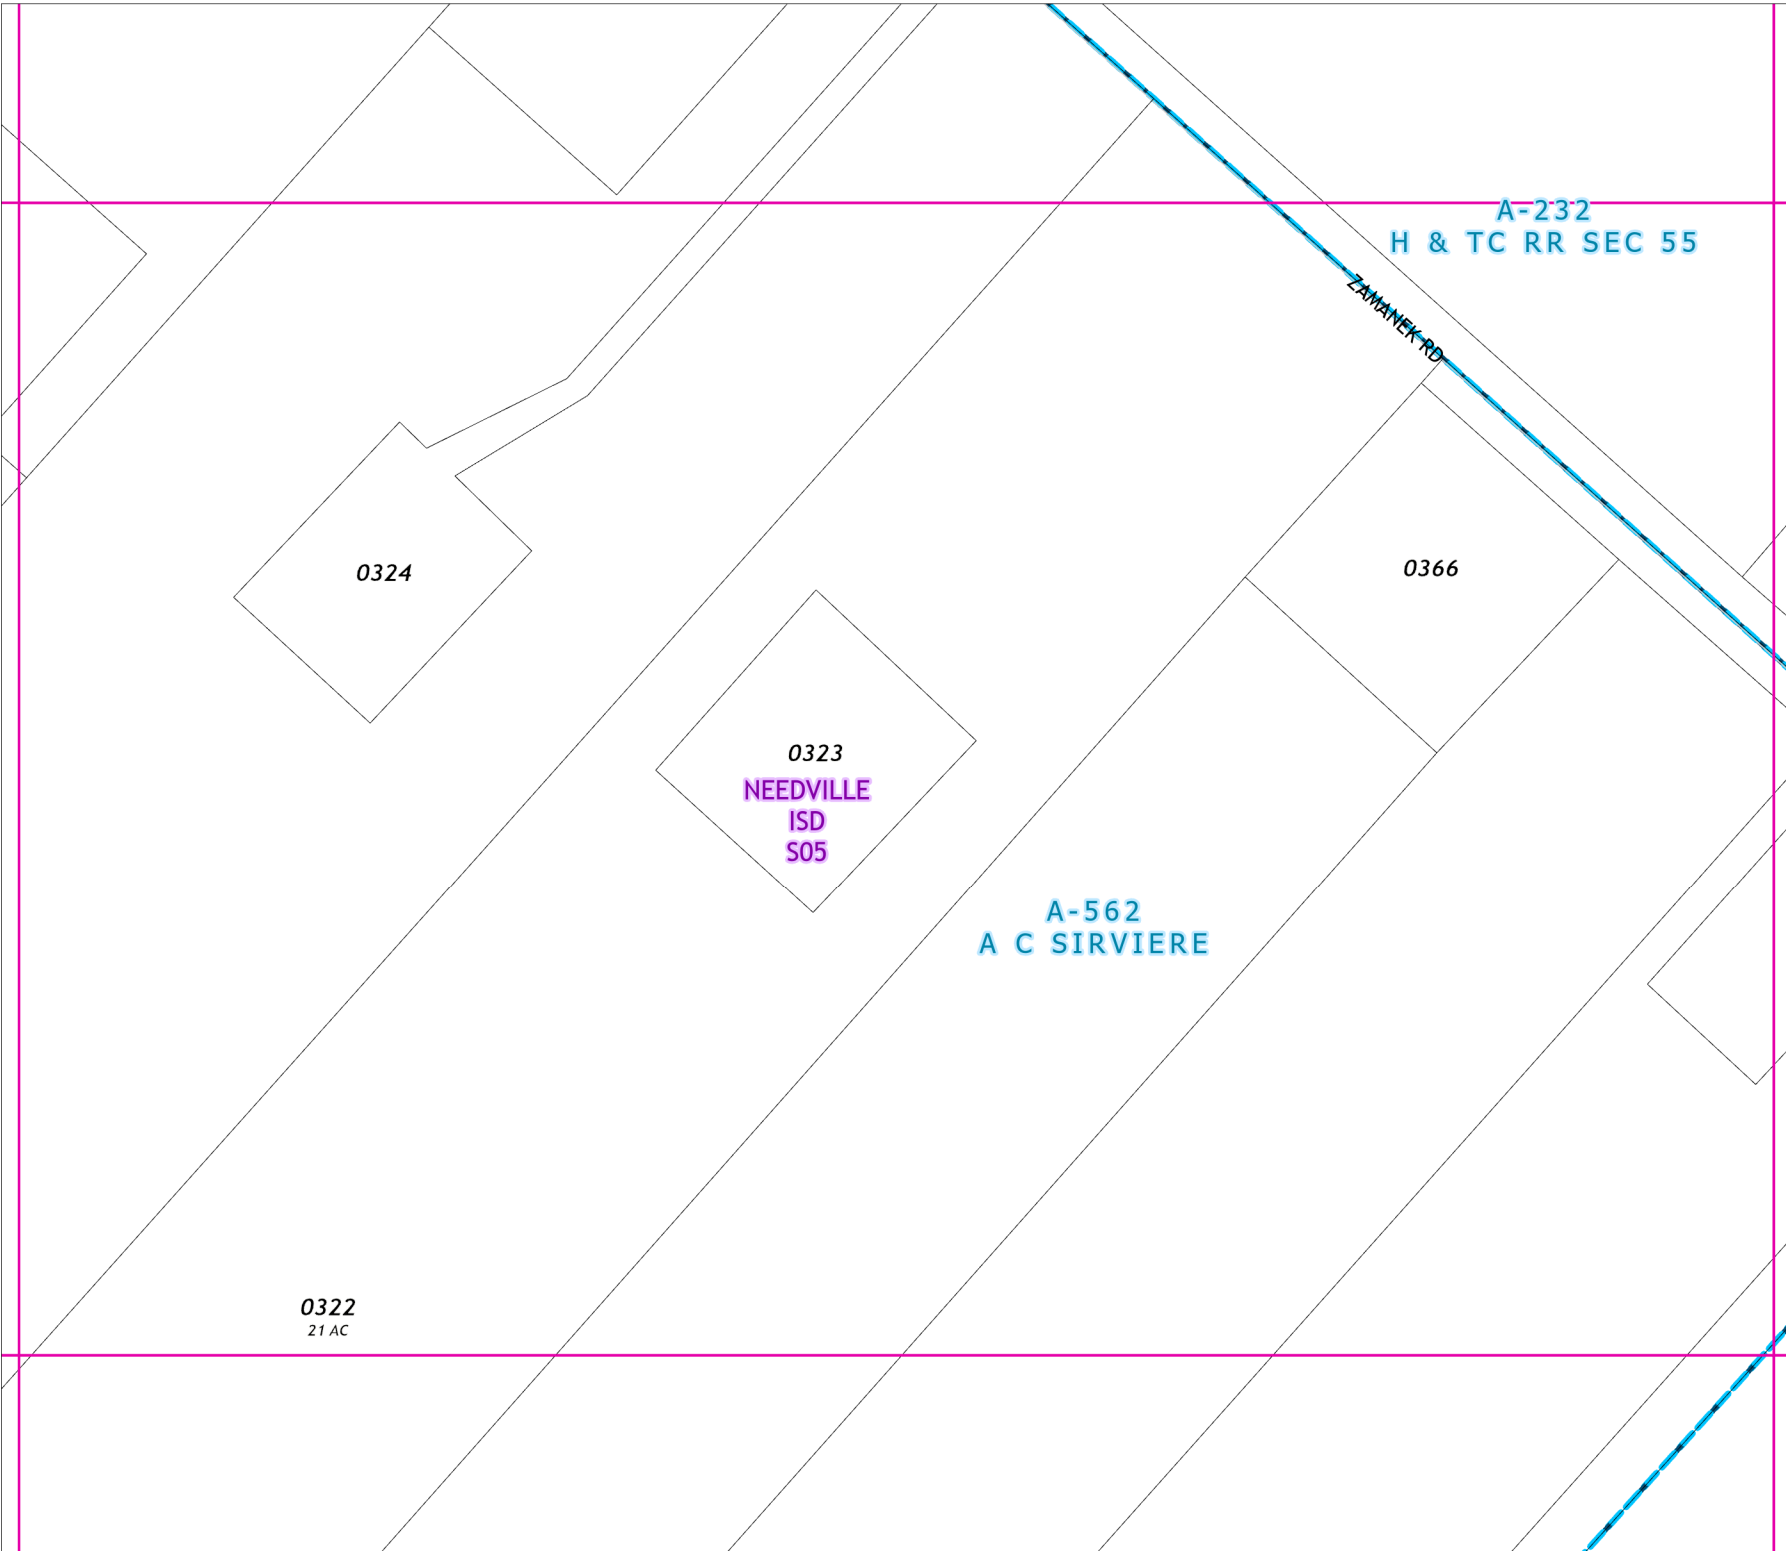 A-232
H & TC RR SEC 55
ZAMANEK RD
0324
0366
0323
NEEDVILLE
ISD
S05
A-562
A C SIRVIERE
0322
21 AC